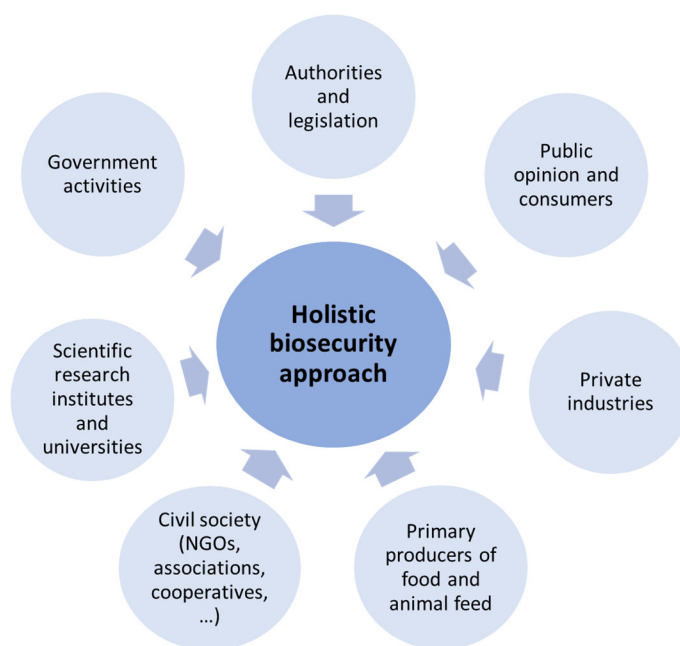 Authorities
and
legislation
Public
opinion and
consumers
Private
industries
Primary
producers of
food and
animal feed
Civil society
(NGOs,
associations,
cooperatives,
…)
Scientific
research
institutes
and
universities
Government
activities
Holistic
biosecurity
approach